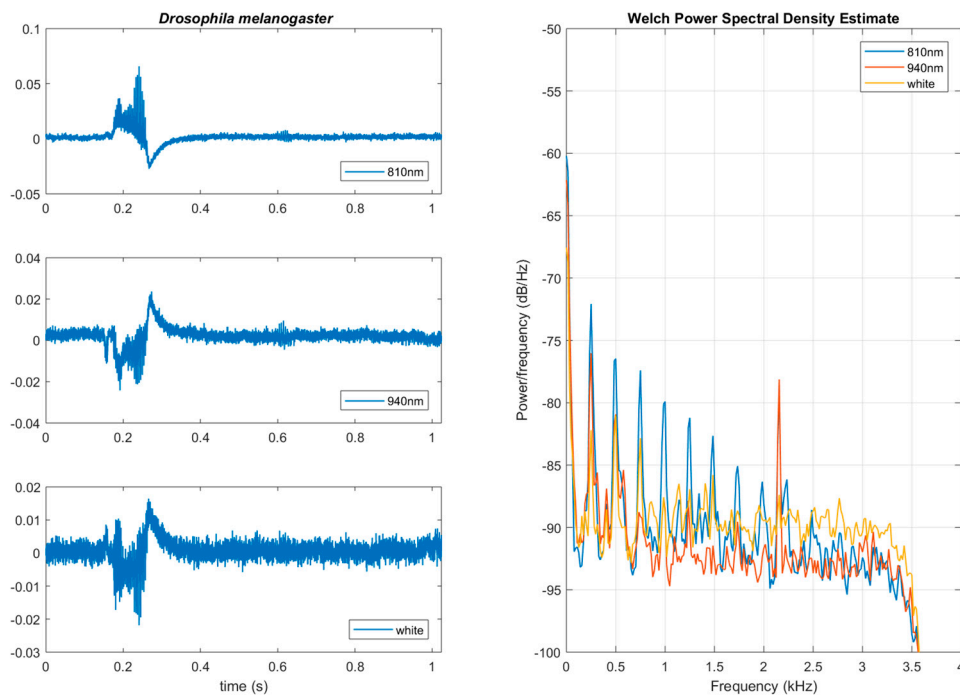 Drosophila melanogaster
0.1
0.05
0
-0.05
0 0.2 0.4 0.6 0.8 1
810nm
0.04
0.02
0
-0.02
-0.04
0 0.2 0.4 0.6 0.8 1
940nm
0.02
0.01
0
-0.01
-0.02
-0.03
0 0.2 0.4 0.6 0.8 1
white
time (s)
Welch Power Spectral Density Estimate
-50
-55
-60
-65
-70
-75
-80
-85
-90
-95
-100
Power/frequency (dB/Hz)
810nm
940nm
white
0 0.5 1 1.5 2 2.5 3 3.5 4
Frequency (kHz)